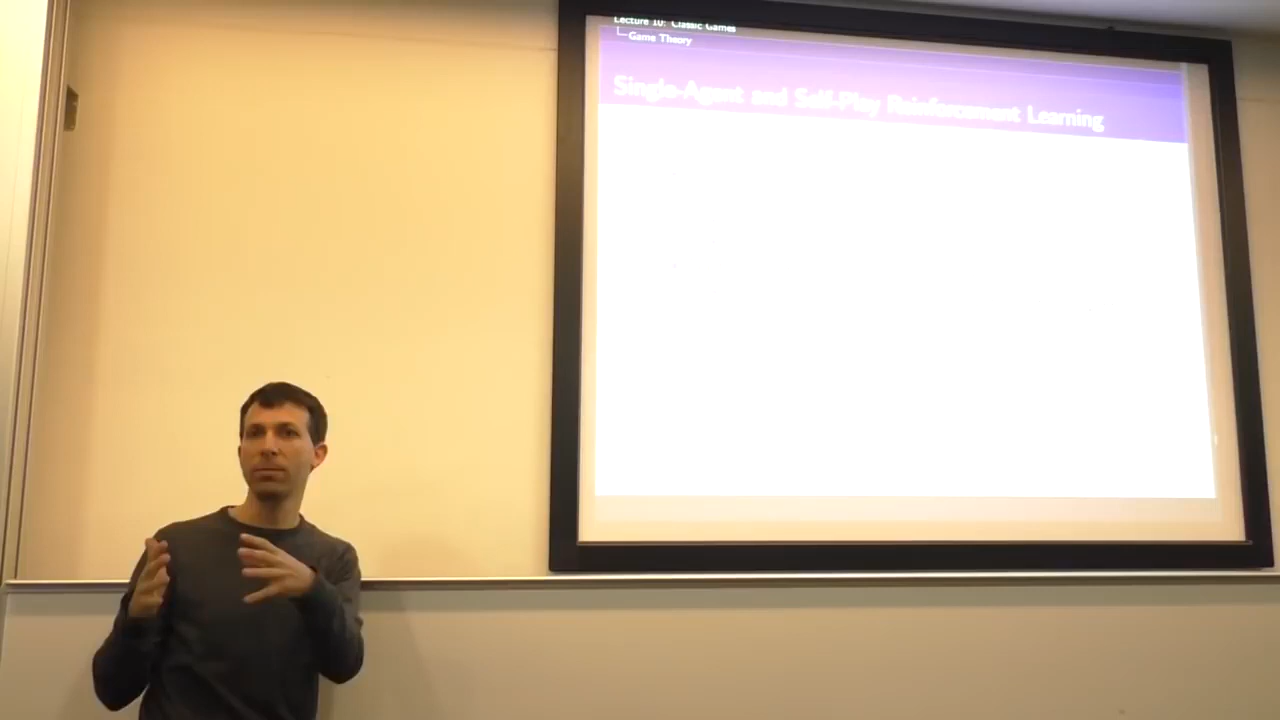 Lecture 10: Classic Games
Game Theory
Single-Agent and Self-Play Reinforcement Learning